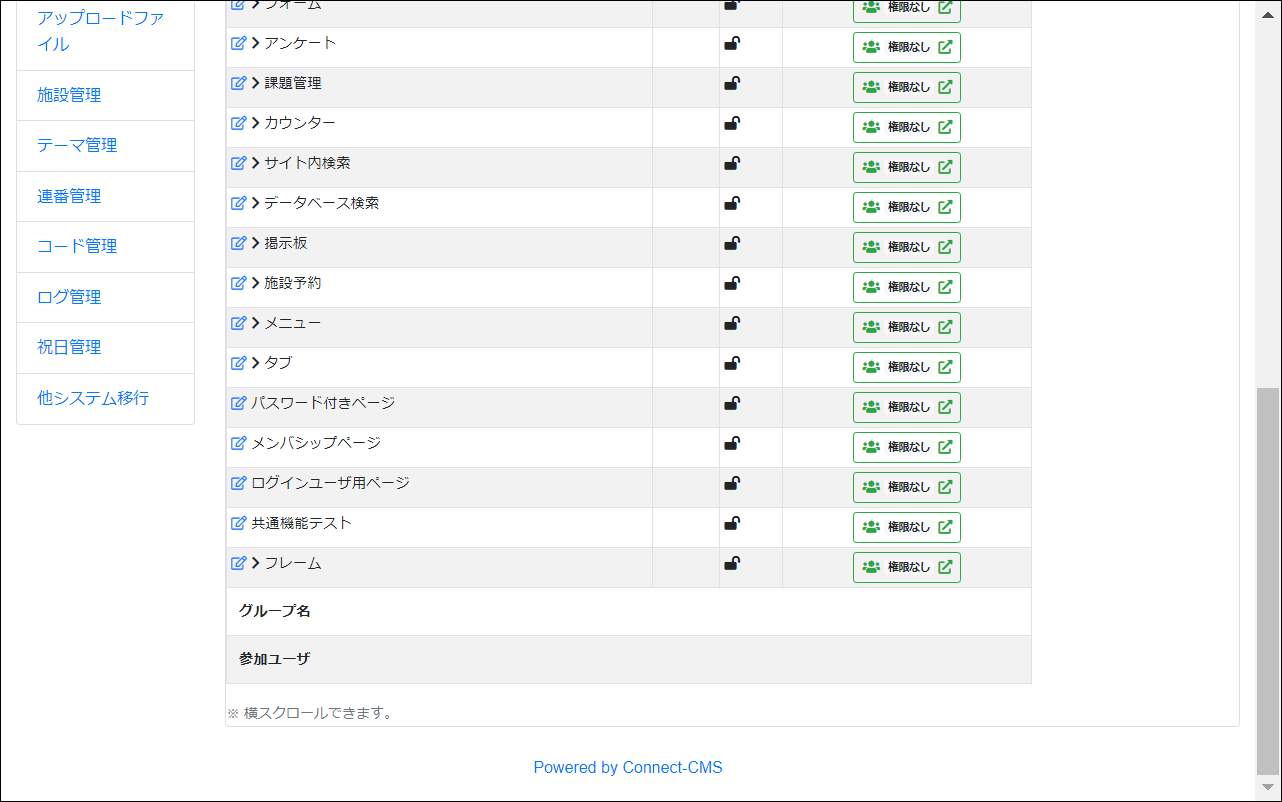 アップロードファ
イル
施設管理
テーマ管理
連番管理
コード管理
ログ管理
祝日管理
他システム移行
フォーム 権限なし
アンケート 権限なし
課題管理 権限なし
カウンター 権限なし
サイト内検索 権限なし
データベース検索 権限なし
掲示板 権限なし
施設予約 権限なし
メニュー 権限なし
タブ 権限なし
パスワード付きページ 権限なし
メンバシップページ 権限なし
ログインユーザ用ページ 権限なし
共通機能テスト 権限なし
フレーム 権限なし
グループ名
参加ユーザ
※ 横スクロールできます。
Powered by Connect-CMS